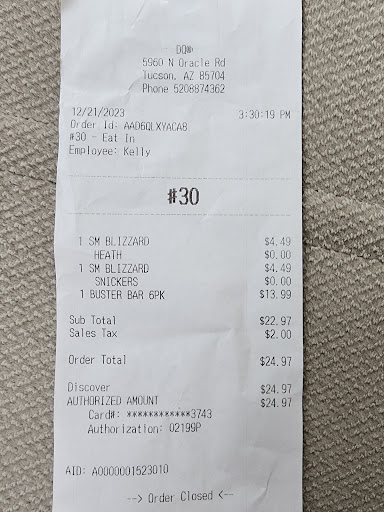 DQ®
5960 N Oracle Rd
Tucson, AZ 85704
Phone 5208874362
12/21/2023 3:30:19 PM
Order Id: AAD6QLXYACA8
#30 - Eat In
Employee: Kelly
#30
1 SM BLIZZARD $4.49
HEATH $0.00
1 SM BLIZZARD $4.49
SNICKERS $0.00
1 BUSTER BAR 6PK $13.99
Sub Total $22.97
Sales Tax $2.00
Order Total $24.97
Discover $24.97
AUTHORIZED AMOUNT $24.97
Card#: ************3743
Authorization: 02199P
AID: A0000001523010
--> Order Closed <--